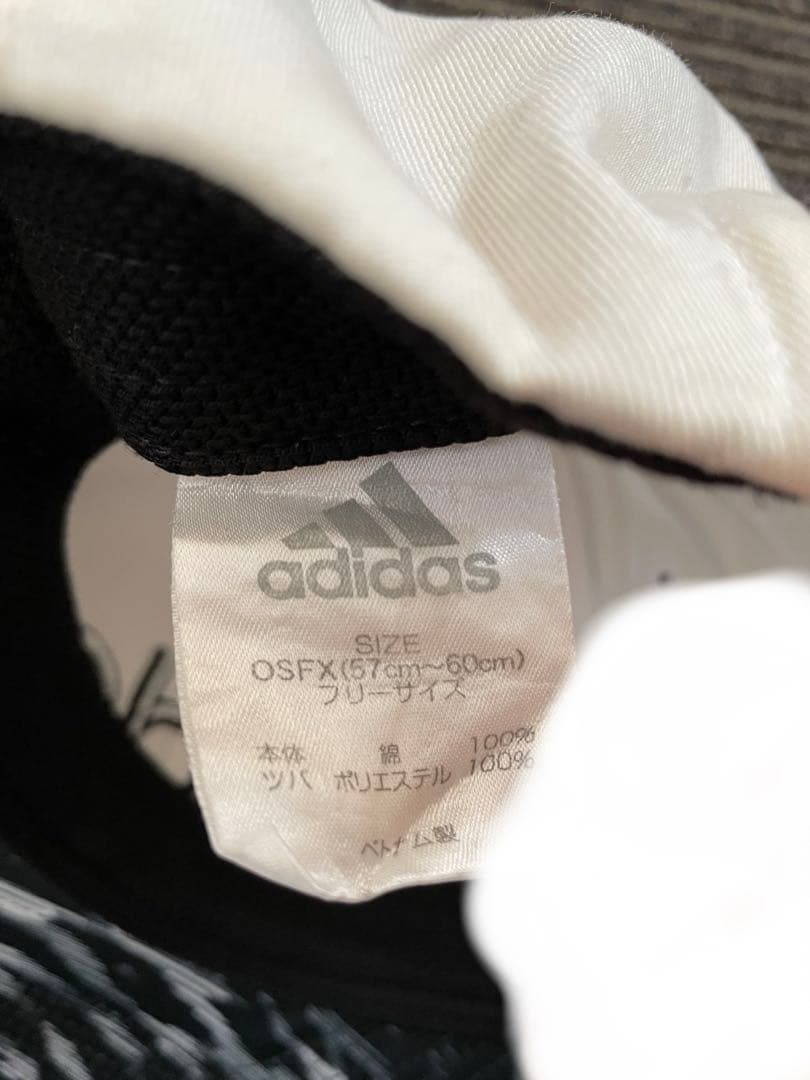 adidas
SIZE
OSFX(57cm~60cm)
フリーサイズ
本体 綿 100%
ツバ ポリエステル 100%
ベトナム製